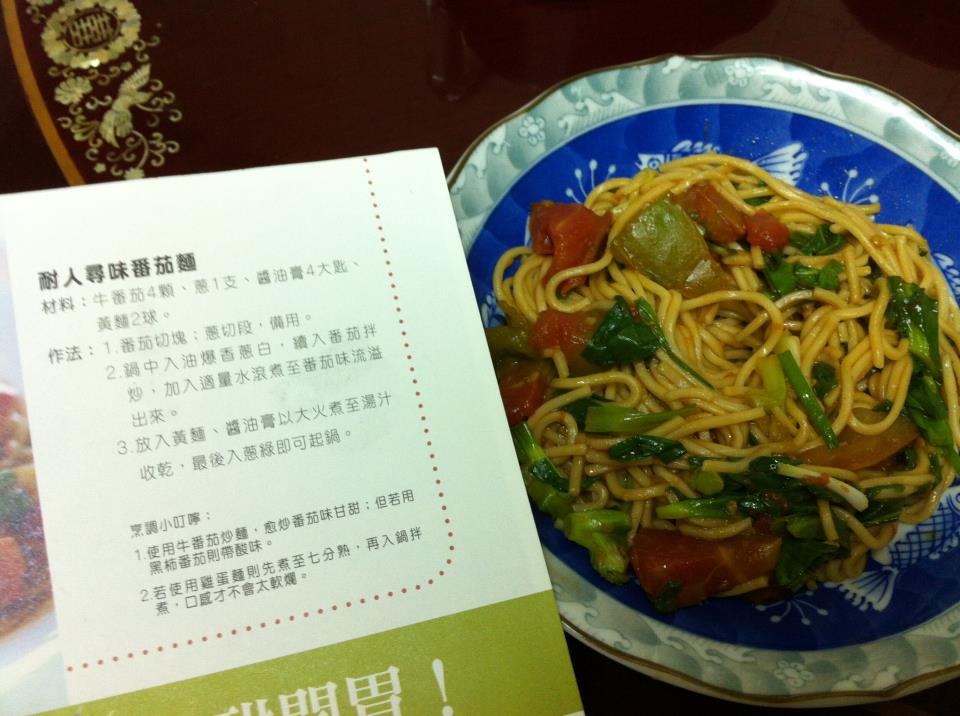 耐人尋味番茄麵
材料：牛番茄4顆、蔥1支、醬油膏4大匙、
黃麵2球。
作法：1.番茄切塊；蔥切段，備用。
2.鍋中入油爆香蔥白，續入番茄拌
炒，加入適量水滾煮至番茄味流溢
出來。
3.放入黃麵、醬油膏以大火煮至湯汁
收乾，最後入蔥綠即可起鍋。
烹調小叮嚀：
1.使用牛番茄炒麵，愈炒番茄味甘甜；但若用
黑柿番茄則帶酸味。
2.若使用雞蛋麵則先煮至七分熟，再入鍋拌
煮，口感才不會太軟爛。
開胃！